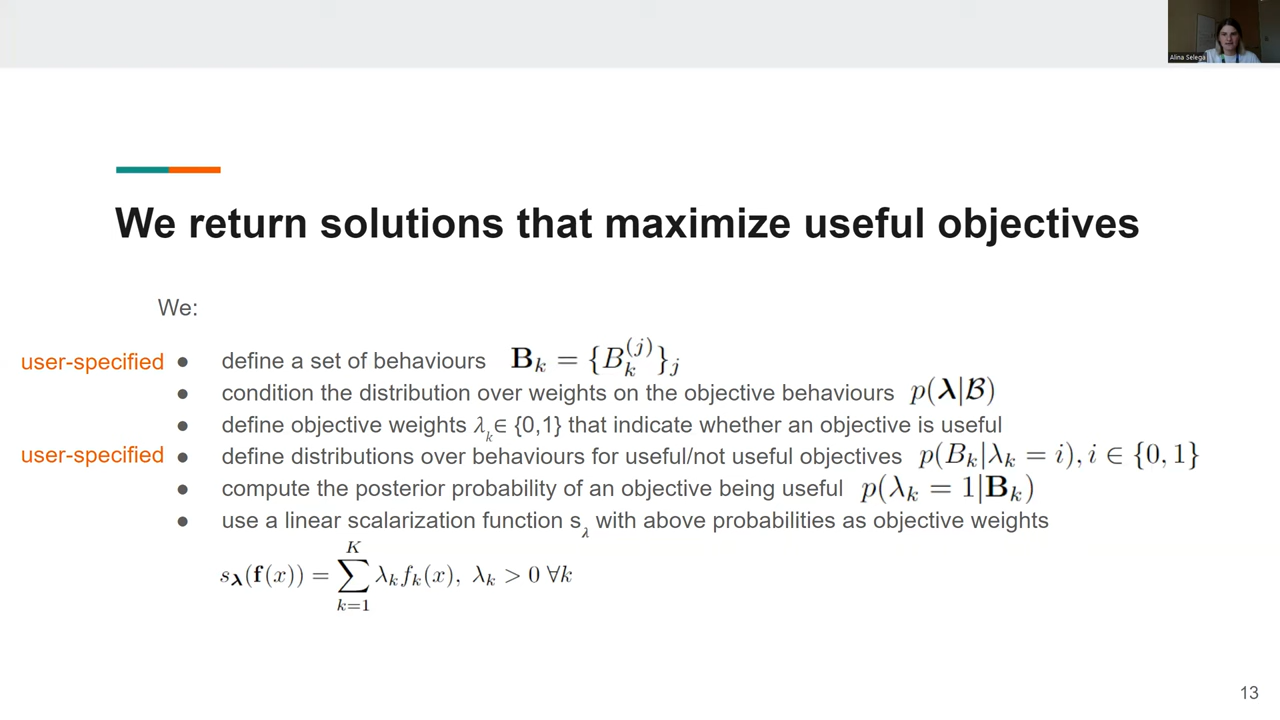 Alina Selega
We return solutions that maximize useful objectives
We:
user-specified ● define a set of behaviours B_k = {B_k^(j)}_j
● condition the distribution over weights on the objective behaviours p(λ|ℬ)
● define objective weights λ_k ∈ {0,1} that indicate whether an objective is useful
user-specified ● define distributions over behaviours for useful/not useful objectives p(B_k|λ_k = i), i ∈ {0, 1}
● compute the posterior probability of an objective being useful p(λ_k = 1|B_k)
● use a linear scalarization function s_λ with above probabilities as objective weights
s_λ(f(x)) = ∑_{k=1}^{K} λ_k f_k(x), λ_k > 0 ∀k
13